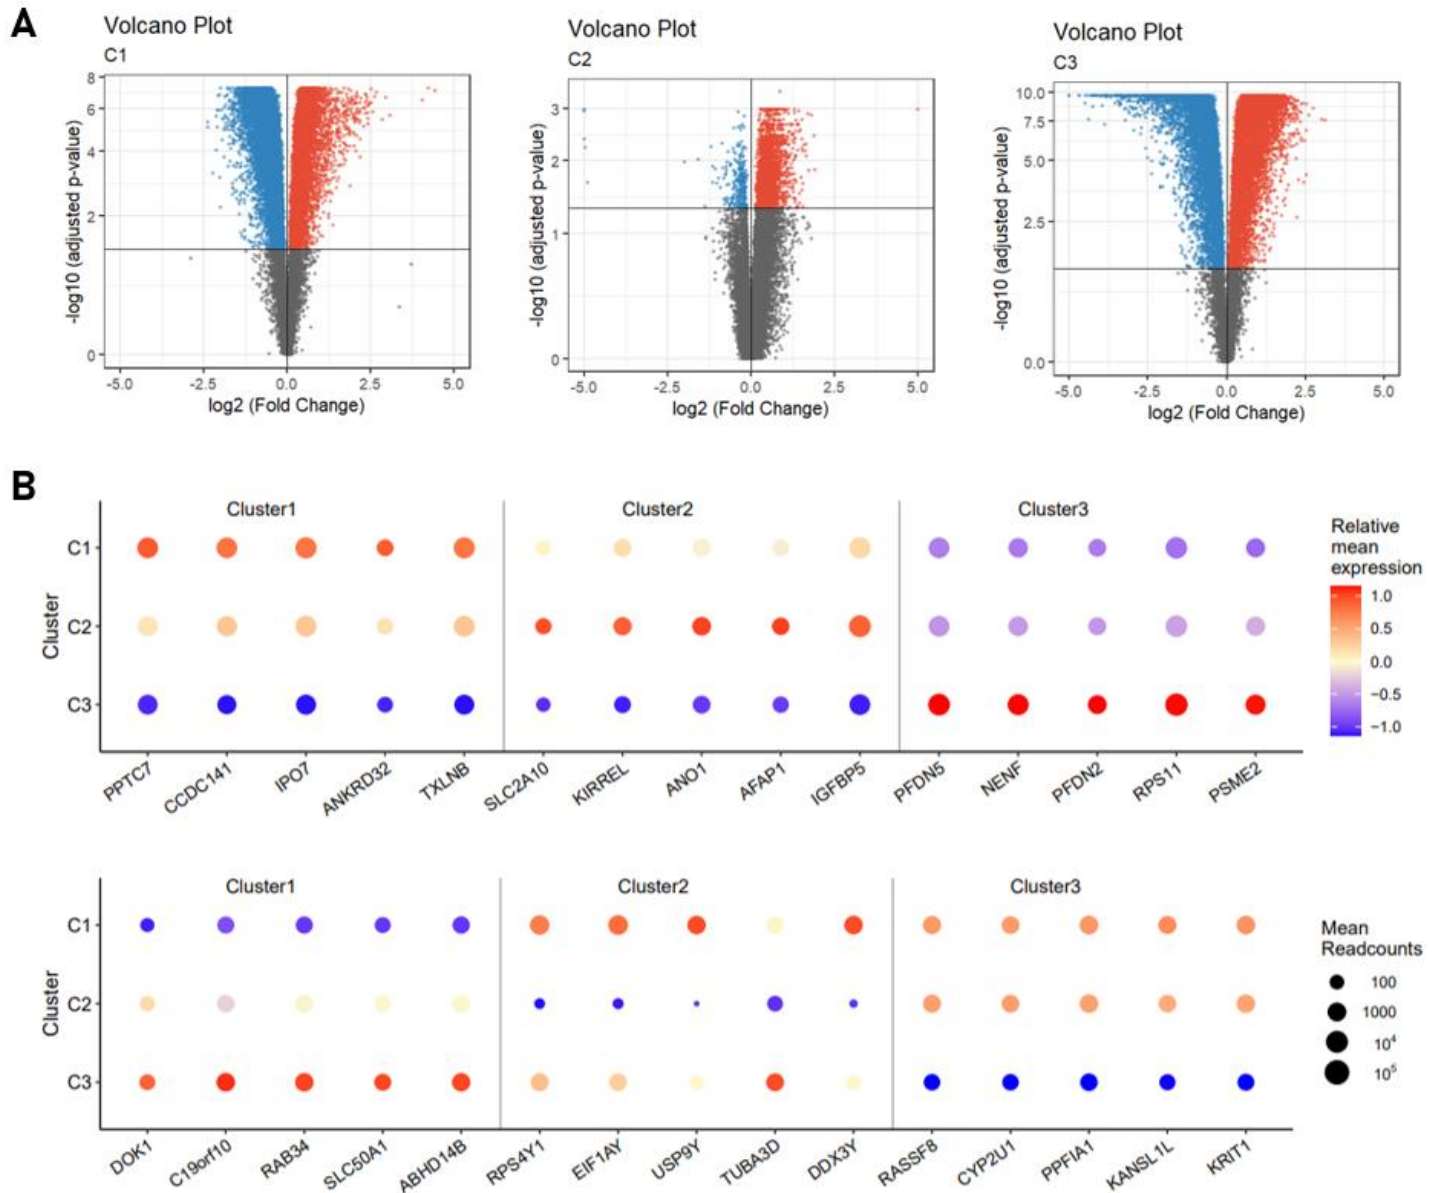 A
Volcano Plot
C1
-log10 (adjusted p-value)
8
6
4
2
0
-5.0 -2.5 0.0 2.5 5.0
log2 (Fold Change)
Volcano Plot
C2
-log10 (adjusted p-value)
3
2
1
0
-5.0 -2.5 0.0 2.5 5.0
log2 (Fold Change)
Volcano Plot
C3
-log10 (adjusted p-value)
10.0
7.5
5.0
2.5
0.0
-5.0 -2.5 0.0 2.5 5.0
log2 (Fold Change)
B
Cluster1 Cluster2 Cluster3
Cluster
C1
C2
C3
PPTC7 CCDC141 IPO7 ANKRD32 TXLNB SLC2A10 KIRREL ANO1 AFAP1 IGFBP5 PFDN5 NENF PFDN2 RPS11 PSME2
Relative
mean
expression
1.0
0.5
0.0
-0.5
-1.0
Cluster1 Cluster2 Cluster3
Cluster
C1
C2
C3
DOK1 C19orf10 RAB34 SLC50A1 ABHD14B RPS4Y1 EIF1AY USP9Y TUBA3D DDX3Y RASSF8 CYP2U1 PPFIA1 KANSL1L KRIT1
Mean
Readcounts
100
1000
10⁴
10⁵